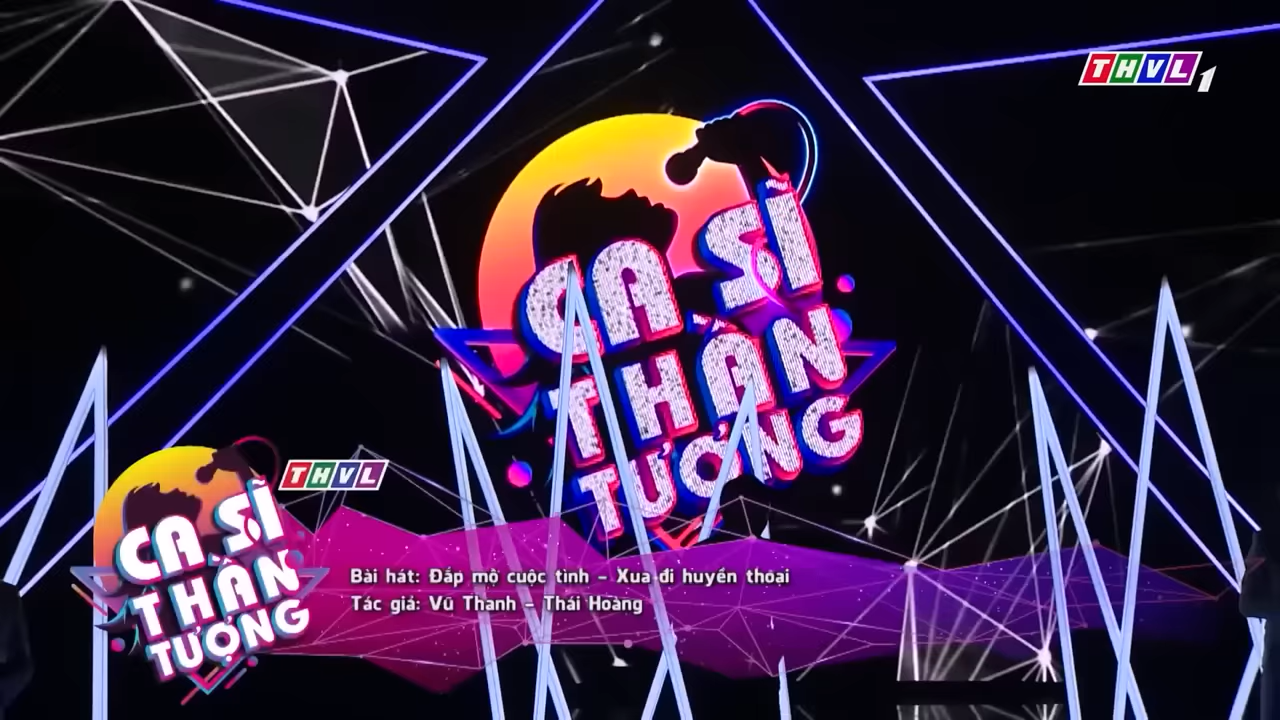 THVL1
CA SĨ
THẦN
TƯỢNG
THVL
CA SĨ
THẦN
TƯỢNG
Bài hát: Đắp mộ cuộc tình – Xua đi huyền thoại
Tác giả: Vũ Thanh – Thái Hoàng